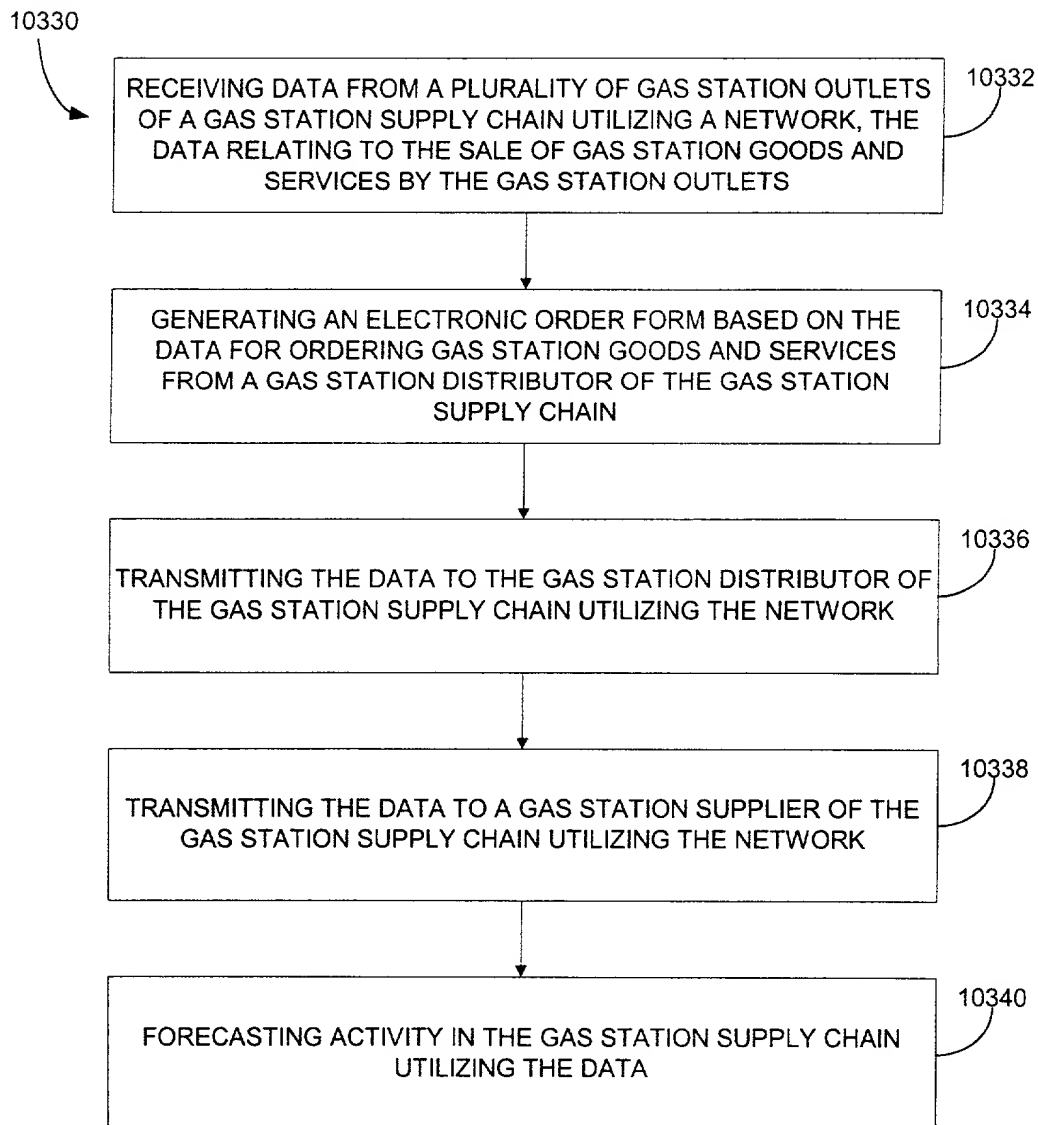 10330
RECEIVING DATA FROM A PLURALITY OF GAS STATION OUTLETS
OF A GAS STATION SUPPLY CHAIN UTILIZING A NETWORK, THE
DATA RELATING TO THE SALE OF GAS STATION GOODS AND
SERVICES BY THE GAS STATION OUTLETS
10332
GENERATING AN ELECTRONIC ORDER FORM BASED ON THE
DATA FOR ORDERING GAS STATION GOODS AND SERVICES
FROM A GAS STATION DISTRIBUTOR OF THE GAS STATION
SUPPLY CHAIN
10334
TRANSMITTING THE DATA TO THE GAS STATION DISTRIBUTOR OF
THE GAS STATION SUPPLY CHAIN UTILIZING THE NETWORK
10336
TRANSMITTING THE DATA TO A GAS STATION SUPPLIER OF THE
GAS STATION SUPPLY CHAIN UTILIZING THE NETWORK
10338
FORECASTING ACTIVITY IN THE GAS STATION SUPPLY CHAIN
UTILIZING THE DATA
10340